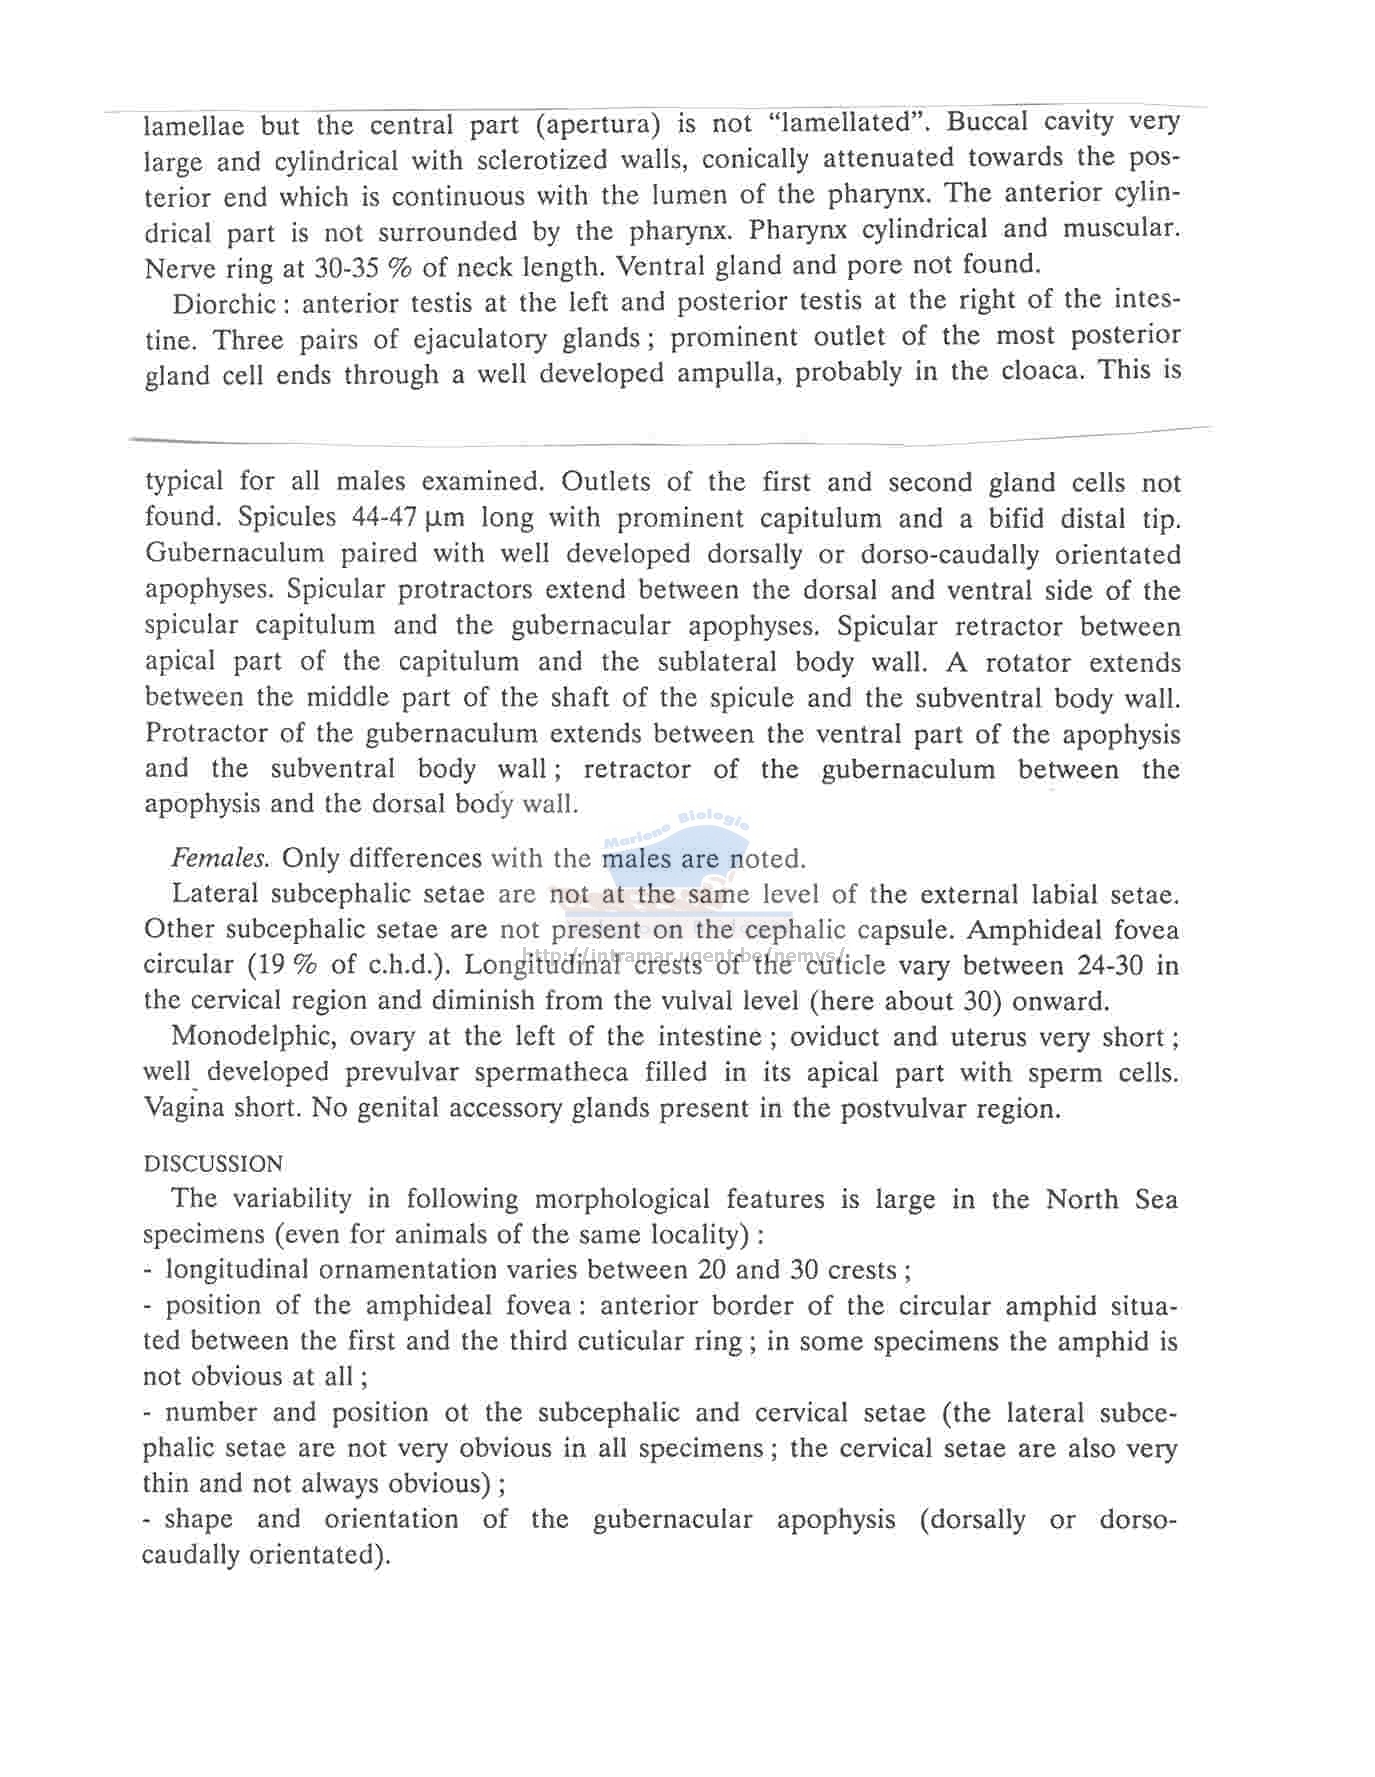 lamellae but the central part (apertura) is not “lamellated”. Buccal cavity very
large and cylindrical with sclerotized walls, conically attenuated towards the pos-
terior end which is continuous with the lumen of the pharynx. The anterior cylin-
drical part is not surrounded by the pharynx. Pharynx cylindrical and muscular.
Nerve ring at 30-35 % of neck length. Ventral gland and pore not found.
Diorchic : anterior testis at the left and posterior testis at the right of the intes-
tine. Three pairs of ejaculatory glands ; prominent outlet of the most posterior
gland cell ends through a well developed ampulla, probably in the cloaca. This is
typical for all males examined. Outlets of the first and second gland cells not
found. Spicules 44-47 µm long with prominent capitulum and a bifid distal tip.
Gubernaculum paired with well developed dorsally or dorso-caudally orientated
apophyses. Spicular protractors extend between the dorsal and ventral side of the
spicular capitulum and the gubernacular apophyses. Spicular retractor between
apical part of the capitulum and the sublateral body wall. A rotator extends
between the middle part of the shaft of the spicule and the subventral body wall.
Protractor of the gubernaculum extends between the ventral part of the apophysis
and the subventral body wall ; retractor of the gubernaculum between the
apophysis and the dorsal body wall.
Mariene Biologie
Females. Only differences with the males are noted.
Lateral subcephalic setae are not at the same level of the external labial setae.
Other subcephalic setae are not present on the cephalic capsule. Amphideal fovea
http://intramar.ugent.be/nemys/
circular (19 % of c.h.d.). Longitudinal crests of the cuticle vary between 24-30 in
the cervical region and diminish from the vulval level (here about 30) onward.
Monodelphic, ovary at the left of the intestine ; oviduct and uterus very short ;
well developed prevulvar spermatheca filled in its apical part with sperm cells.
Vagina short. No genital accessory glands present in the postvulvar region.
DISCUSSION
The variability in following morphological features is large in the North Sea
specimens (even for animals of the same locality) :
- longitudinal ornamentation varies between 20 and 30 crests ;
- position of the amphideal fovea : anterior border of the circular amphid situa-
ted between the first and the third cuticular ring ; in some specimens the amphid is
not obvious at all ;
- number and position ot the subcephalic and cervical setae (the lateral subce-
phalic setae are not very obvious in all specimens ; the cervical setae are also very
thin and not always obvious) ;
- shape and orientation of the gubernacular apophysis (dorsally or dorso-
caudally orientated).